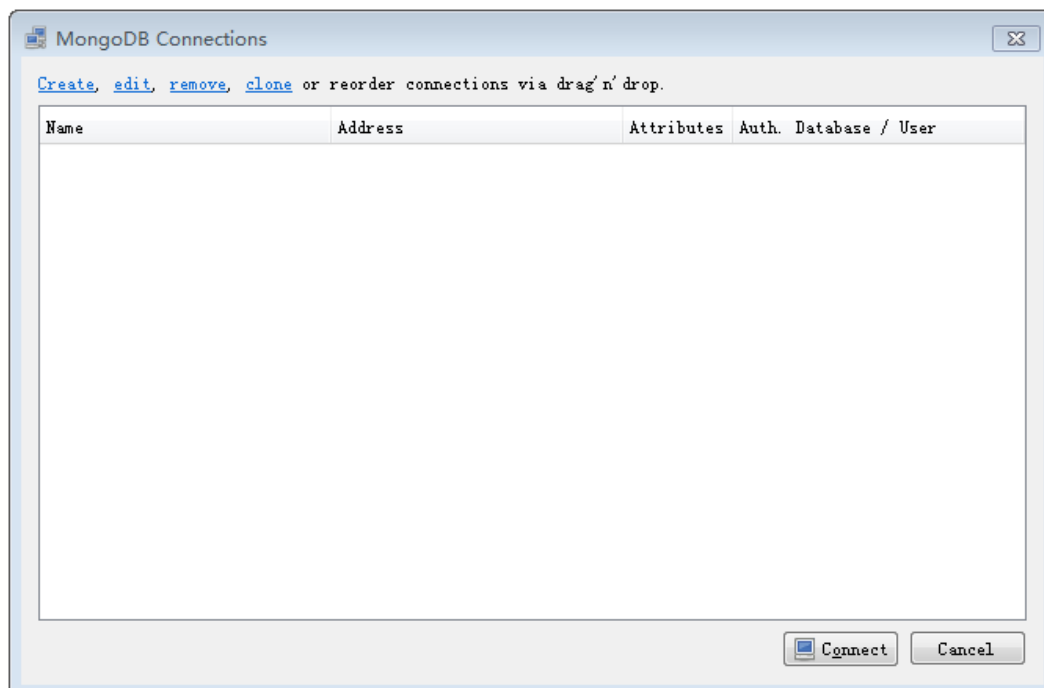 MongoDB Connections
Create, edit, remove, clone or reorder connections via drag'n'drop.
Name Address Attributes Auth. Database / User
Connect Cancel